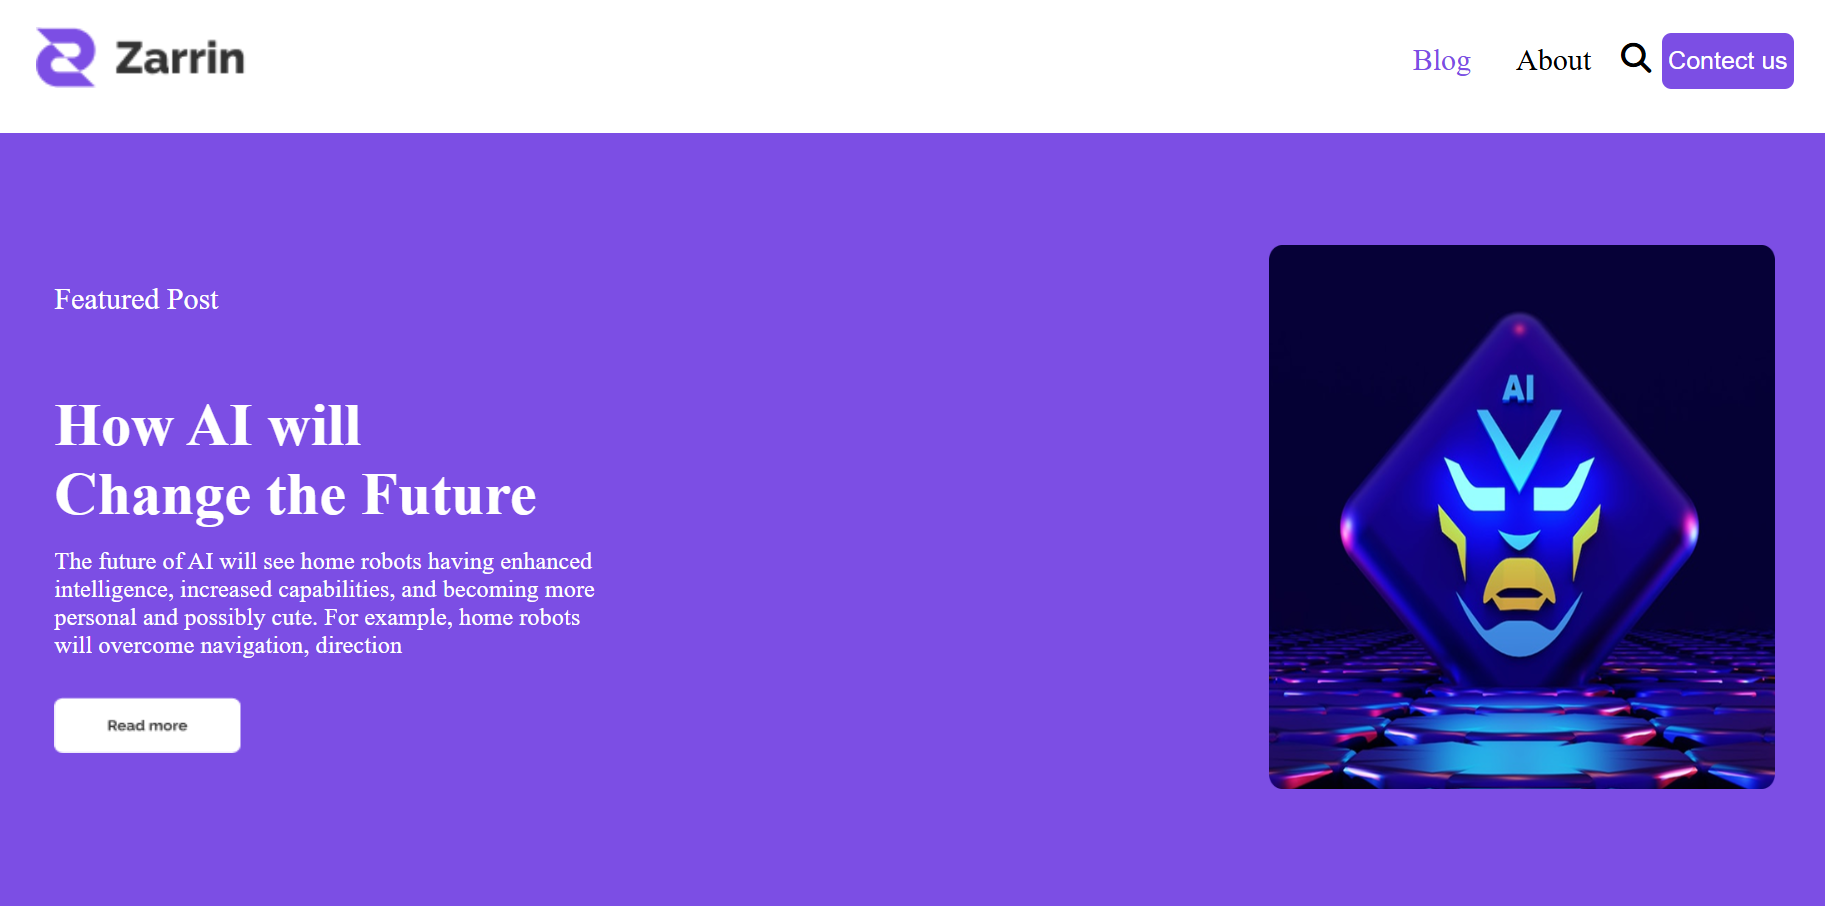 Zarrin
Blog About Contect us
Featured Post
AI
How AI will
Change the Future
The future of AI will see home robots having enhanced
intelligence, increased capabilities, and becoming more
personal and possibly cute. For example, home robots
will overcome navigation, direction
Read more